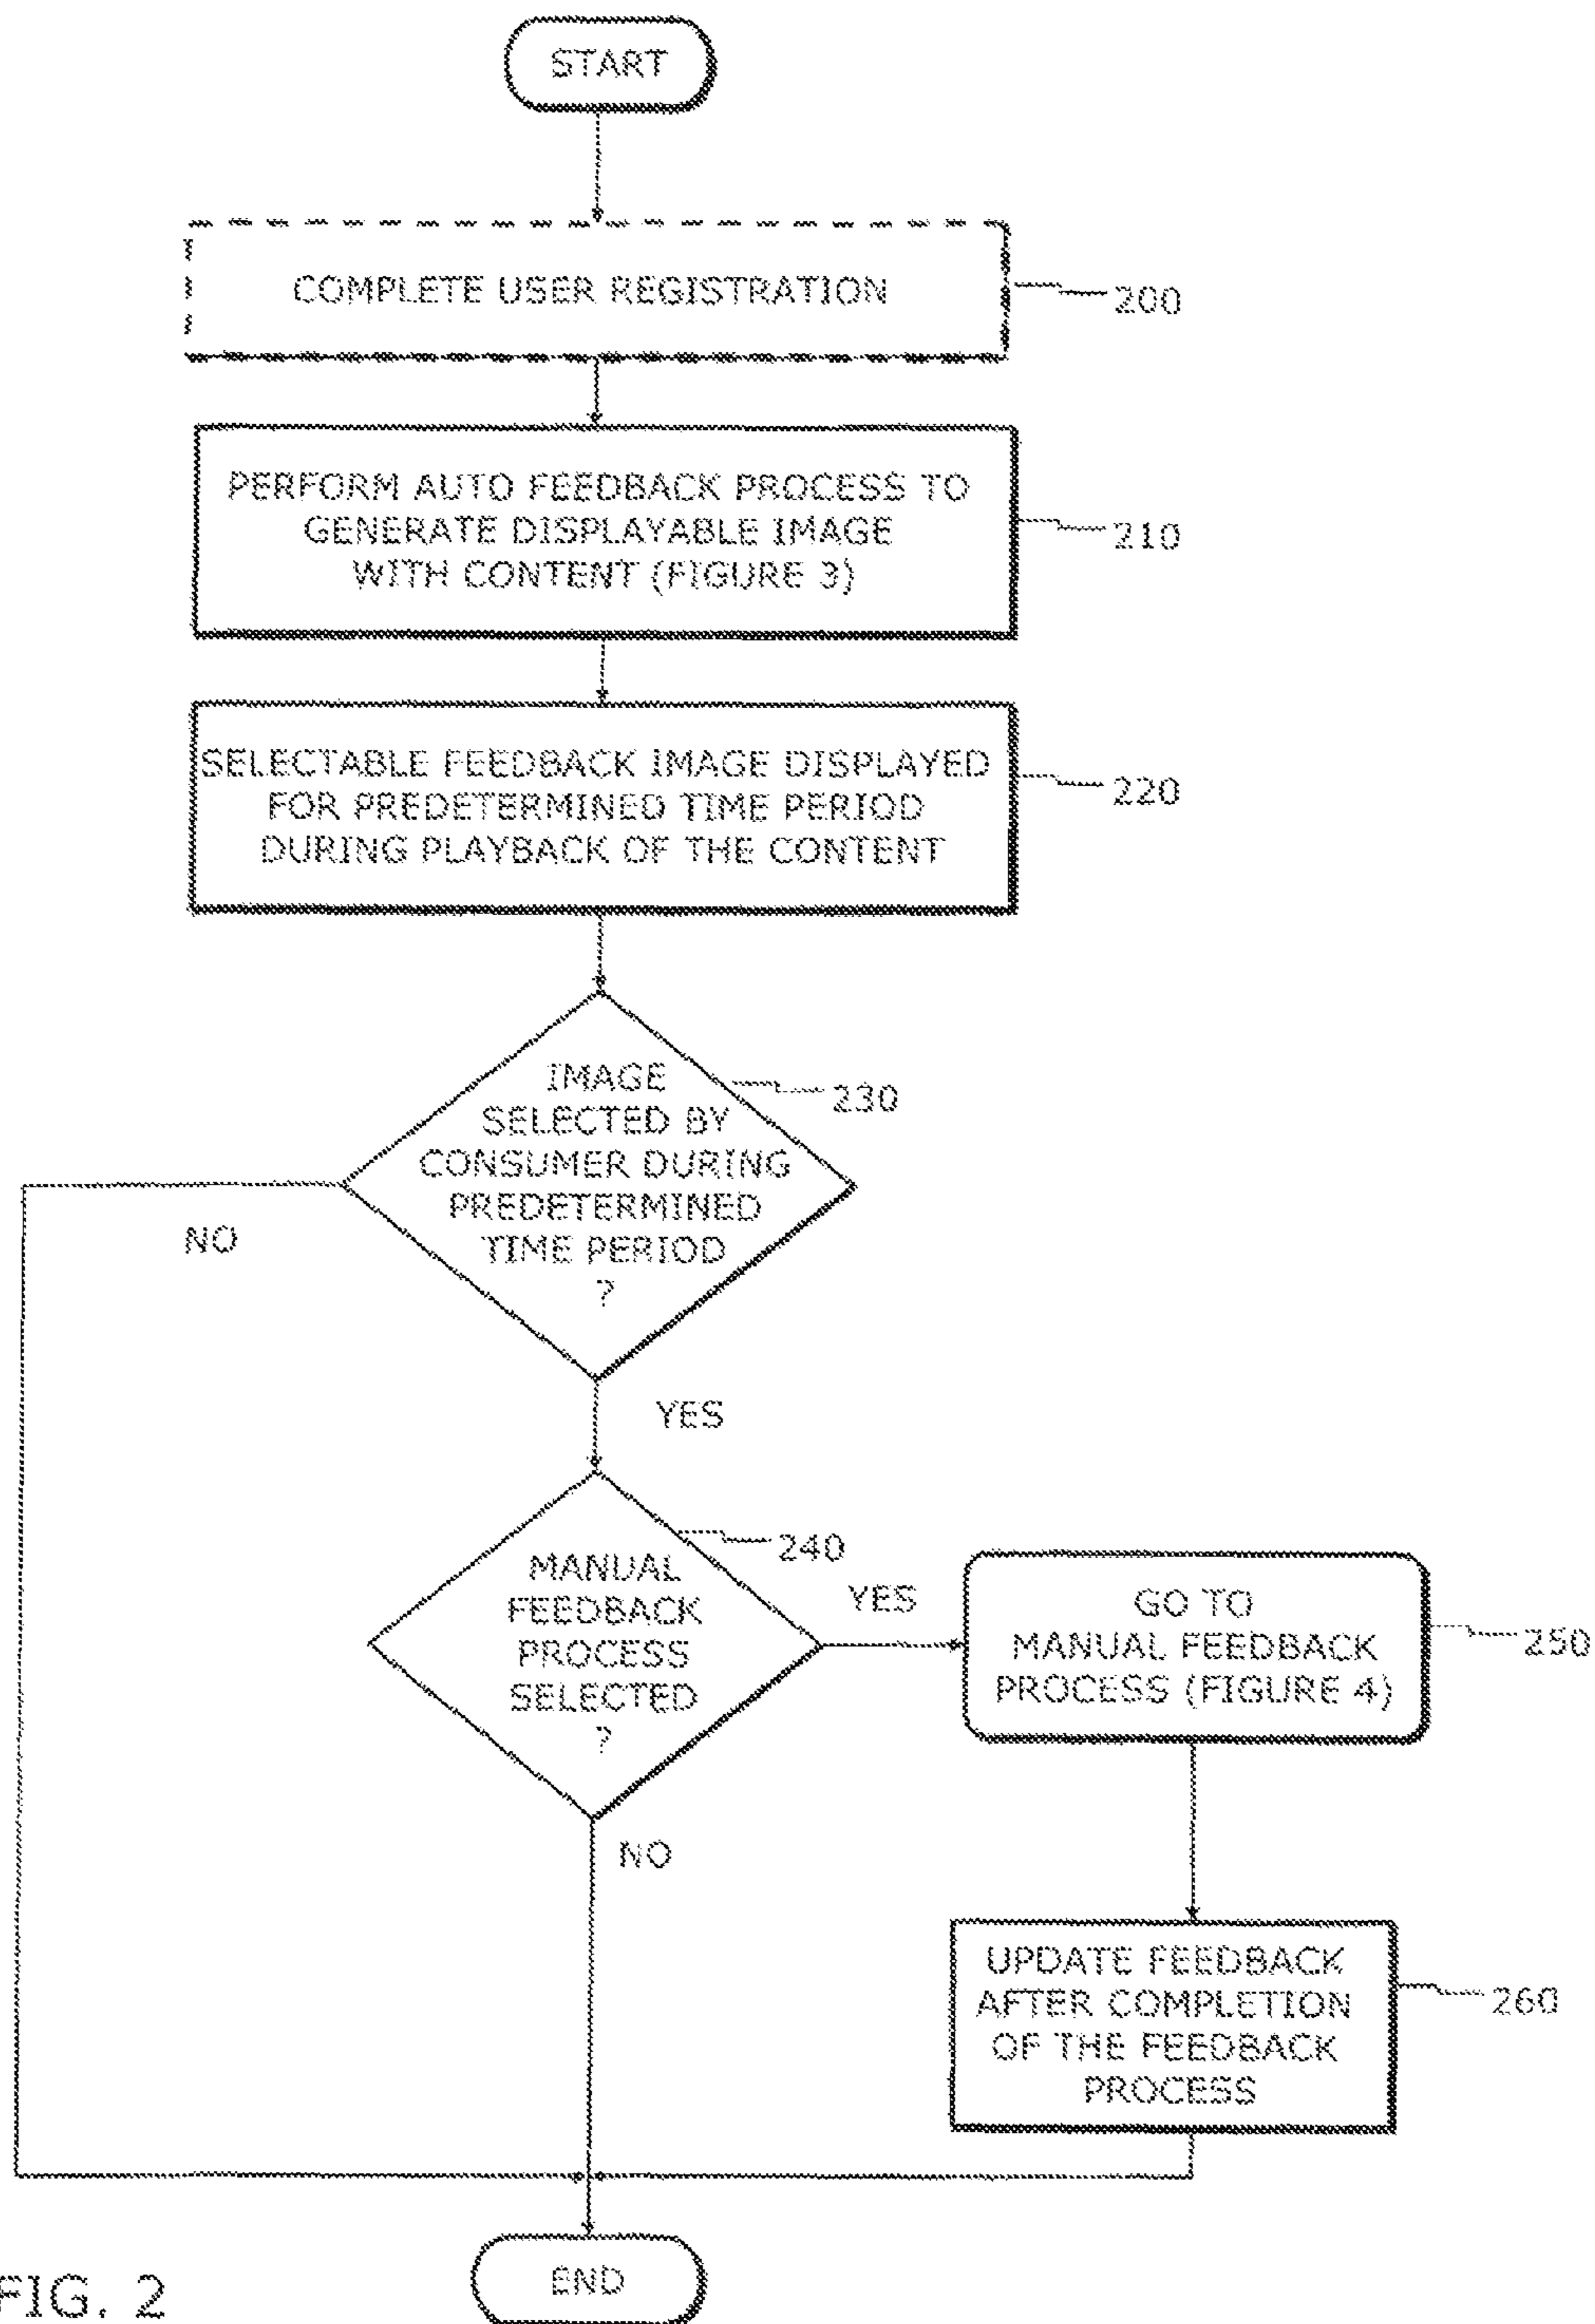 START
COMPLETE USER REGISTRATION
200
PERFORM AUTO FEEDBACK PROCESS TO
GENERATE DISPLAYABLE IMAGE
WITH CONTENT (FIGURE 3)
210
SELECTABLE FEEDBACK IMAGE DISPLAYED
FOR PREDETERMINED TIME PERIOD
DURING PLAYBACK OF THE CONTENT
220
IMAGE
SELECTED BY
CONSUMER DURING
PREDETERMINED
TIME PERIOD
?
230
NO
YES
MANUAL
FEEDBACK
PROCESS
SELECTED
?
240
YES
GO TO
MANUAL FEEDBACK
PROCESS (FIGURE 4)
250
NO
UPDATE FEEDBACK
AFTER COMPLETION
OF THE FEEDBACK
PROCESS
260
END
FIG. 2